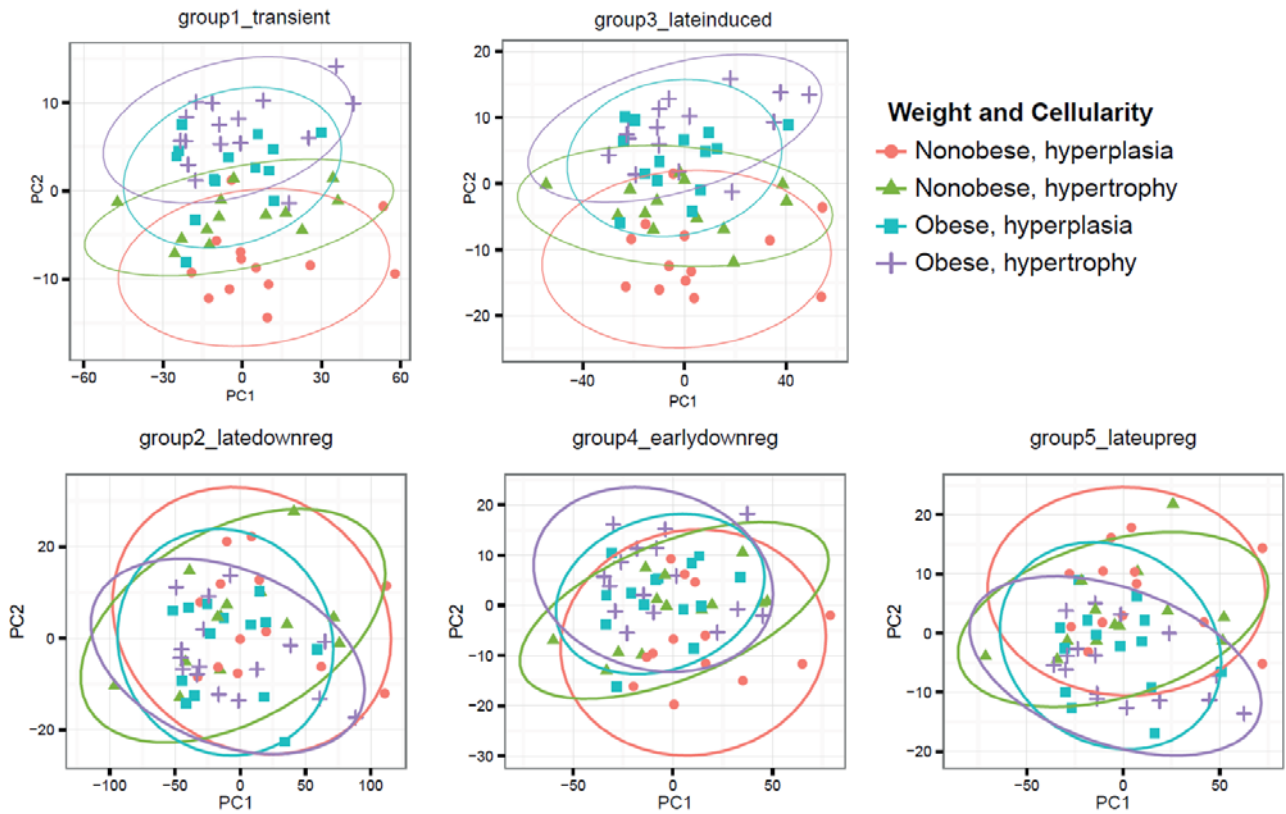 group1_transient
10
0
−10
PC2
−60
−30
0
30
60
PC1
group3_lateinduced
20
10
0
−10
−20
PC2
−40
0
40
PC1
Weight and Cellularity
Nonobese, hyperplasia
Nonobese, hypertrophy
Obese, hyperplasia
Obese, hypertrophy
group2_latedownreg
20
0
−20
PC2
−100
−50
0
50
100
PC1
group4_earlydownreg
20
10
0
−10
−20
−30
PC2
−50
0
50
PC1
group5_lateupreg
20
10
0
−10
−20
PC2
−50
0
50
PC1